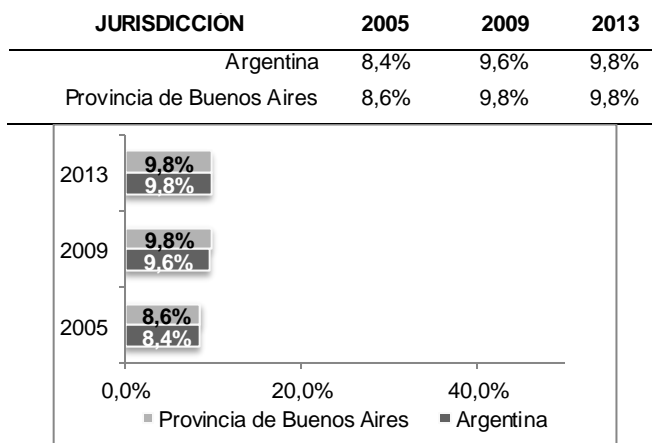 JURISDICCIÓN 2005 2009 2013
Argentina 8,4% 9,6% 9,8%
Provincia de Buenos Aires 8,6% 9,8% 9,8%
2013 9,8%
9,8%
2009 9,8%
9,6%
2005 8,6%
8,4%
0,0% 20,0% 40,0%
Provincia de Buenos Aires Argentina